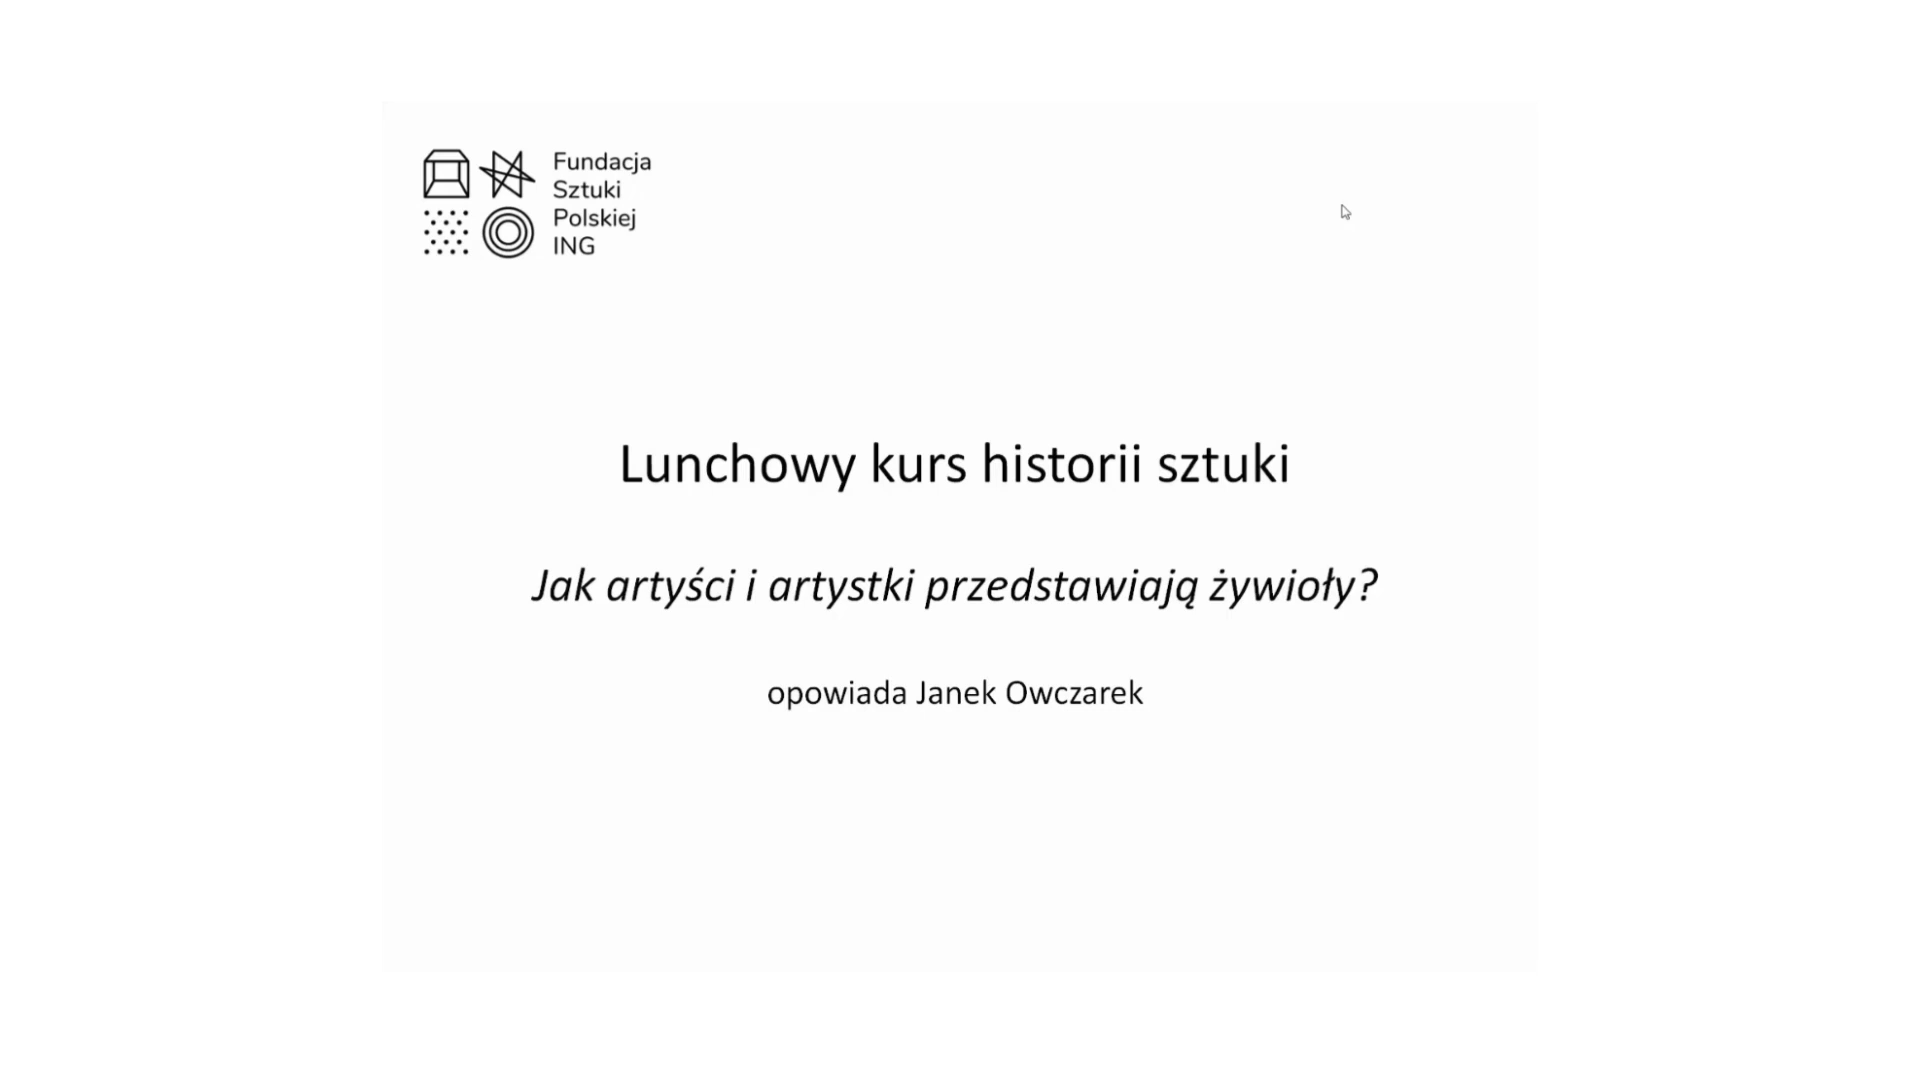 Fundacja
Sztuki
Polskiej
ING
Lunchowy kurs historii sztuki
Jak artyści i artystki przedstawiają żywioły?
opowiada Janek Owczarek